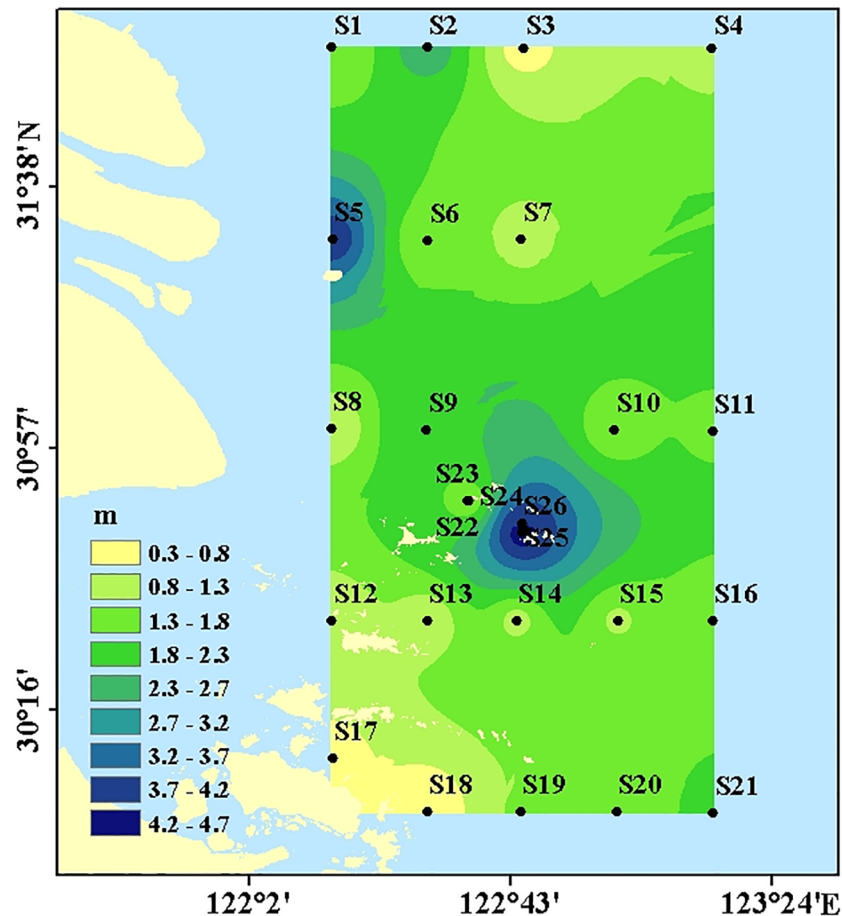 S1 S2 S3 S4
31°38'N
S5 S6 S7
S8 S9 S10 S11
30°57'
S23
S24
S26
S22
S25
m
0.3 - 0.8
0.8 - 1.3
1.3 - 1.8
1.8 - 2.3
2.3 - 2.7
2.7 - 3.2
3.2 - 3.7
3.7 - 4.2
4.2 - 4.7
S12 S13 S14 S15 S16
30°16'
S17
S18 S19 S20 S21
122°2' 122°43' 123°24'E